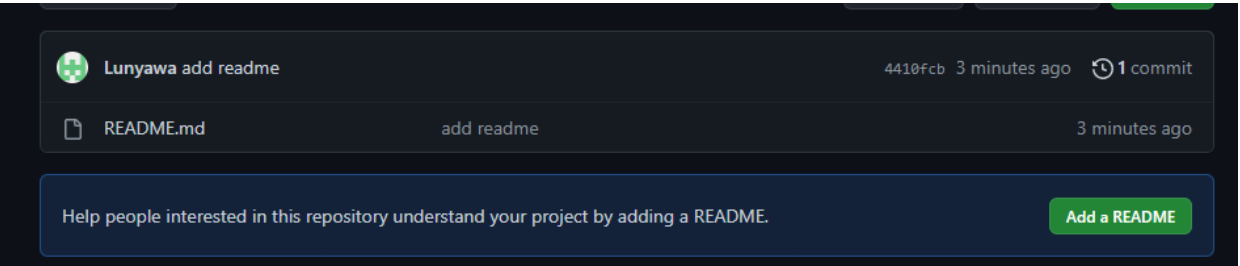 Lunyawa add readme 4410fcb 3 minutes ago 1 commit
README.md add readme 3 minutes ago
Help people interested in this repository understand your project by adding a README. Add a README